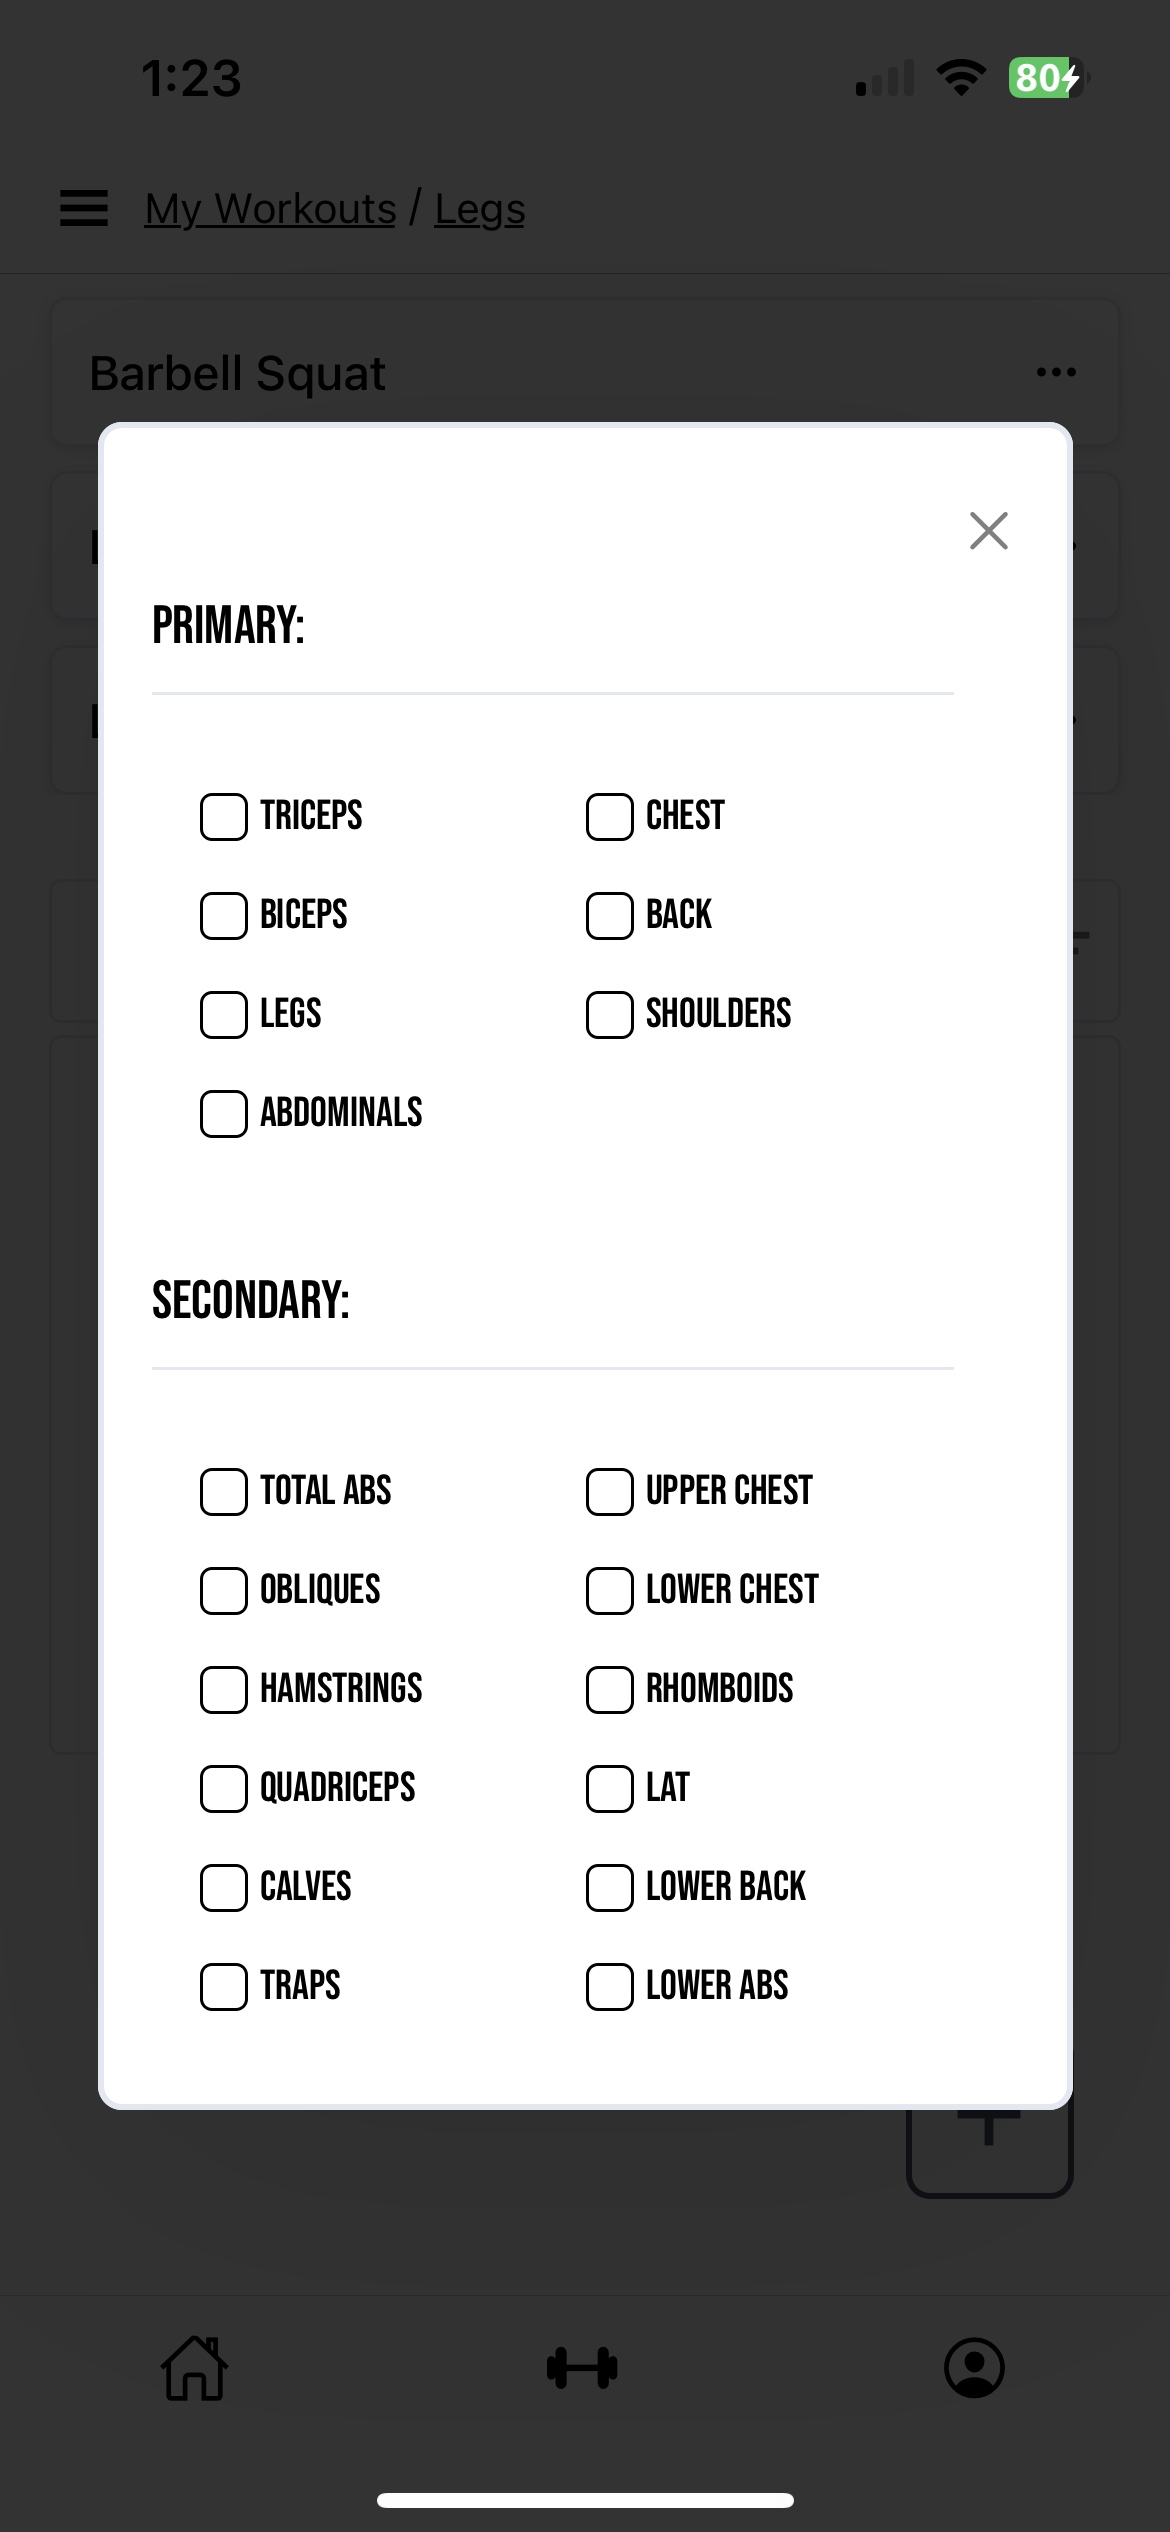 1:23
80
My Workouts / Legs
Barbell Squat
PRIMARY:
TRICEPS
CHEST
BICEPS
BACK
LEGS
SHOULDERS
ABDOMINALS
SECONDARY:
TOTAL ABS
UPPER CHEST
OBLIQUES
LOWER CHEST
HAMSTRINGS
RHOMBOIDS
QUADRICEPS
LAT
CALVES
LOWER BACK
TRAPS
LOWER ABS